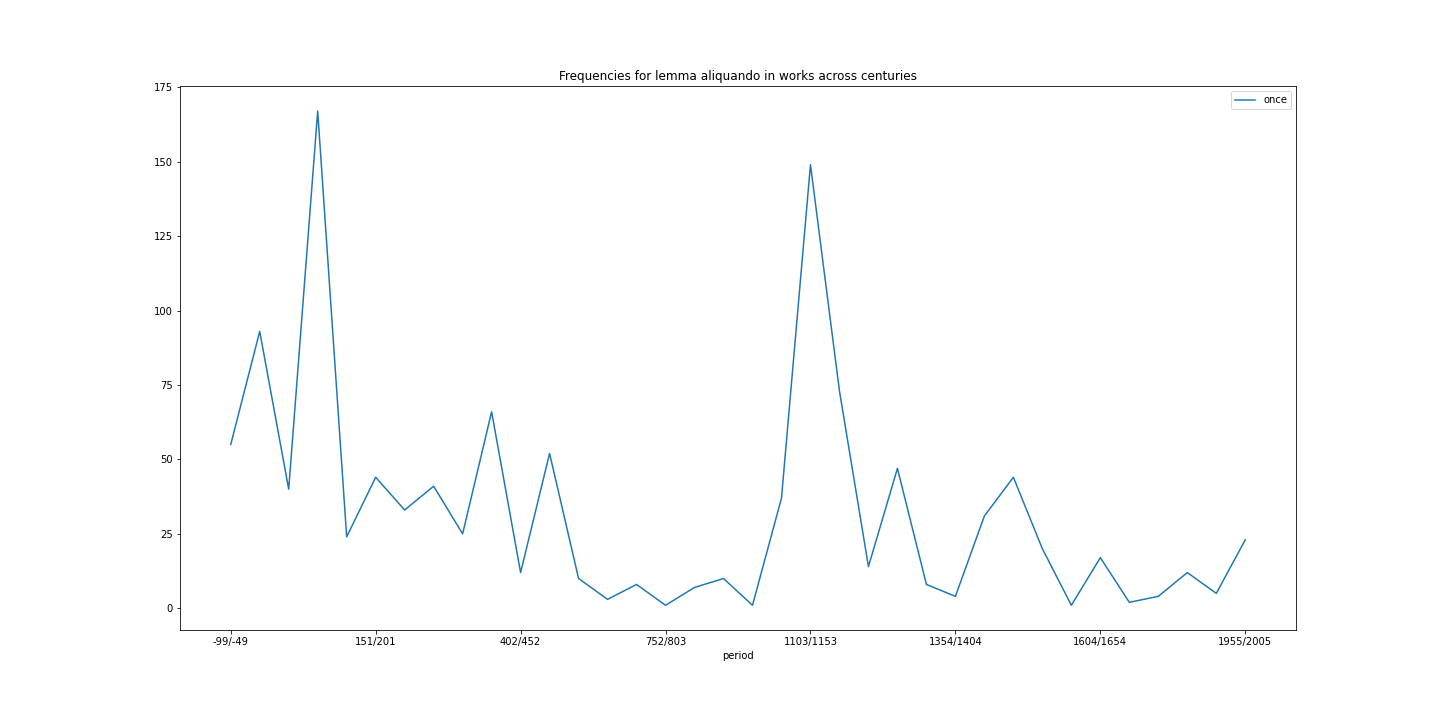 Frequencies for lemma aliquando in works across centuries
once
175
150
125
100
75
50
25
0
-99/-49 151/201 402/452 752/803 1103/1153 1354/1404 1604/1654 1955/2005
period